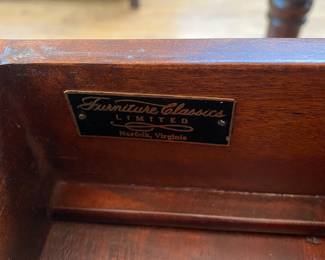 Furniture Classics
LIMITED
Norfolk, Virginia